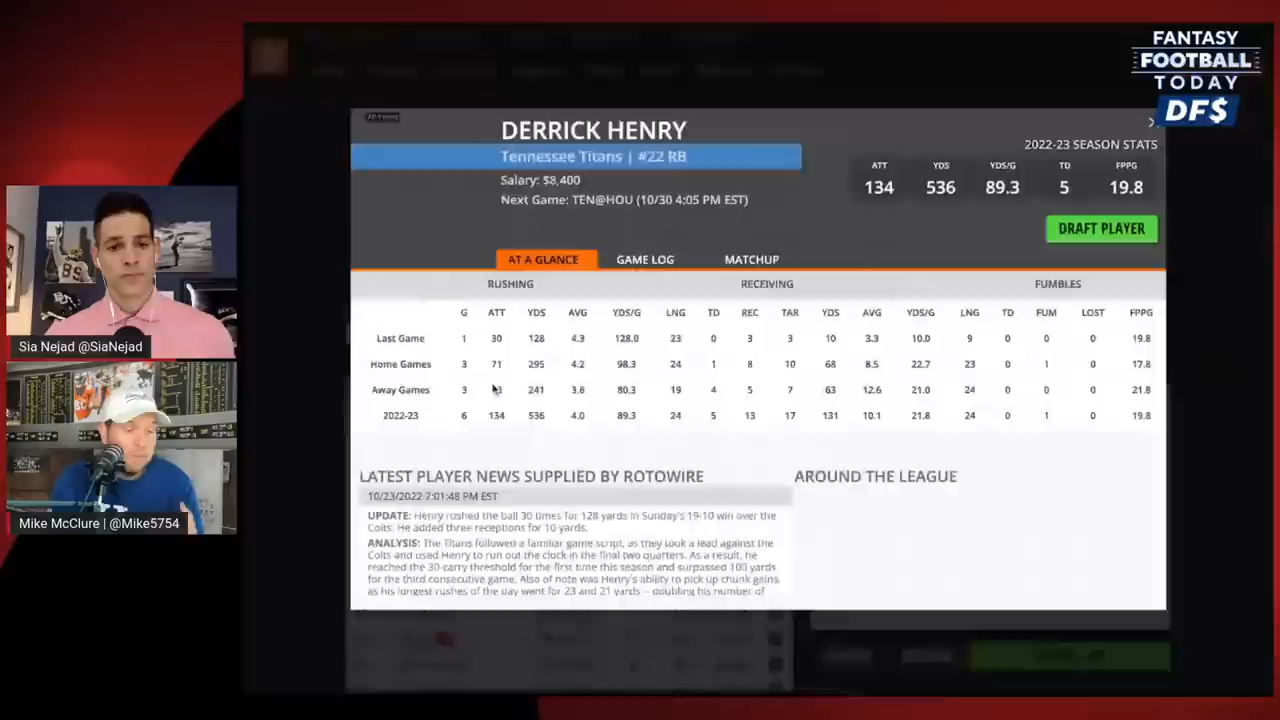 FANTASY
FOOTBALL
TODAY
DF$
DERRICK HENRY
Tennessee Titans | #22 RB
Salary: $8,400
Next Game: TEN@HOU (10/30 4:05 PM EST)
2022-23 SEASON STATS
ATT YDS YDS/G TD FPPG
134 536 89.3 5 19.8
DRAFT PLAYER
AT A GLANCE GAME LOG MATCHUP
RUSHING RECEIVING FUMBLES
G ATT YDS AVG YDS/G LNG TD REC TAR YDS AVG YDS/G LNG TD FUM LOST FPPG
Last Game 1 30 128 4.3 128.0 23 0 3 3 10 3.3 10.0 9 0 0 0 19.8
Home Games 3 71 295 4.2 98.3 24 1 8 10 68 8.5 22.7 23 0 1 0 17.8
Away Games 3 241 3.8 80.3 19 4 5 7 63 12.6 21.0 24 0 0 0 21.8
2022-23 6 134 536 4.0 89.3 24 5 13 17 131 10.1 21.8 24 0 1 0 19.8
LATEST PLAYER NEWS SUPPLIED BY ROTOWIRE
10/23/2022 7:01:48 PM EST
UPDATE: Henry rushed the ball 30 times for 128 yards in Sunday's 19-10 win over the
Colts. He added three receptions for 10 yards.
ANALYSIS: The Titans followed a familiar game script, as they took a lead against the
Colts and used Henry to run out the clock in the final two quarters. As a result, he
reached the 30-carry threshold for the first time this season and surpassed 100 yards
for the third consecutive game. Also of note was Henry's ability to pick up chunk gains
as his longest rushes of the day went for 23 and 21 yards -- doubling his number of
AROUND THE LEAGUE
89
Sia Nejad @SiaNejad
Mike McClure | @Mike5754